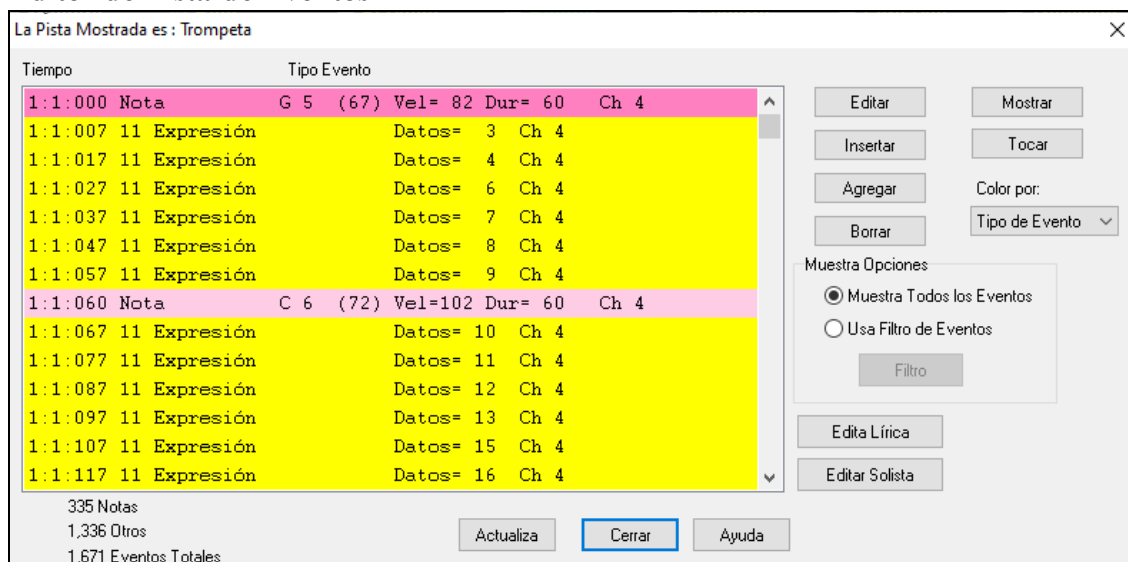 La Pista Mostrada es : Trompeta
Tiempo Tipo Evento
1:1:000 Nota G 5 (67) Vel= 82 Dur= 60 Ch 4
1:1:007 11 Expresión Datos= 3 Ch 4
1:1:017 11 Expresión Datos= 4 Ch 4
1:1:027 11 Expresión Datos= 6 Ch 4
1:1:037 11 Expresión Datos= 7 Ch 4
1:1:047 11 Expresión Datos= 8 Ch 4
1:1:057 11 Expresión Datos= 9 Ch 4
1:1:060 Nota C 6 (72) Vel=102 Dur= 60 Ch 4
1:1:067 11 Expresión Datos= 10 Ch 4
1:1:077 11 Expresión Datos= 11 Ch 4
1:1:087 11 Expresión Datos= 12 Ch 4
1:1:097 11 Expresión Datos= 13 Ch 4
1:1:107 11 Expresión Datos= 15 Ch 4
1:1:117 11 Expresión Datos= 16 Ch 4
Editar Mostrar
Insertar Tocar
Agregar Color por:
Borrar Tipo de Evento
Muestra Opciones
Muestra Todos los Eventos
Usa Filtro de Eventos
Filtro
Edita Lírica
Editar Solista
335 Notas
1,336 Otros
1,671 Eventos Totales
Actualiza Cerrar Ayuda